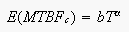 E(MTBF_c) = bT^α